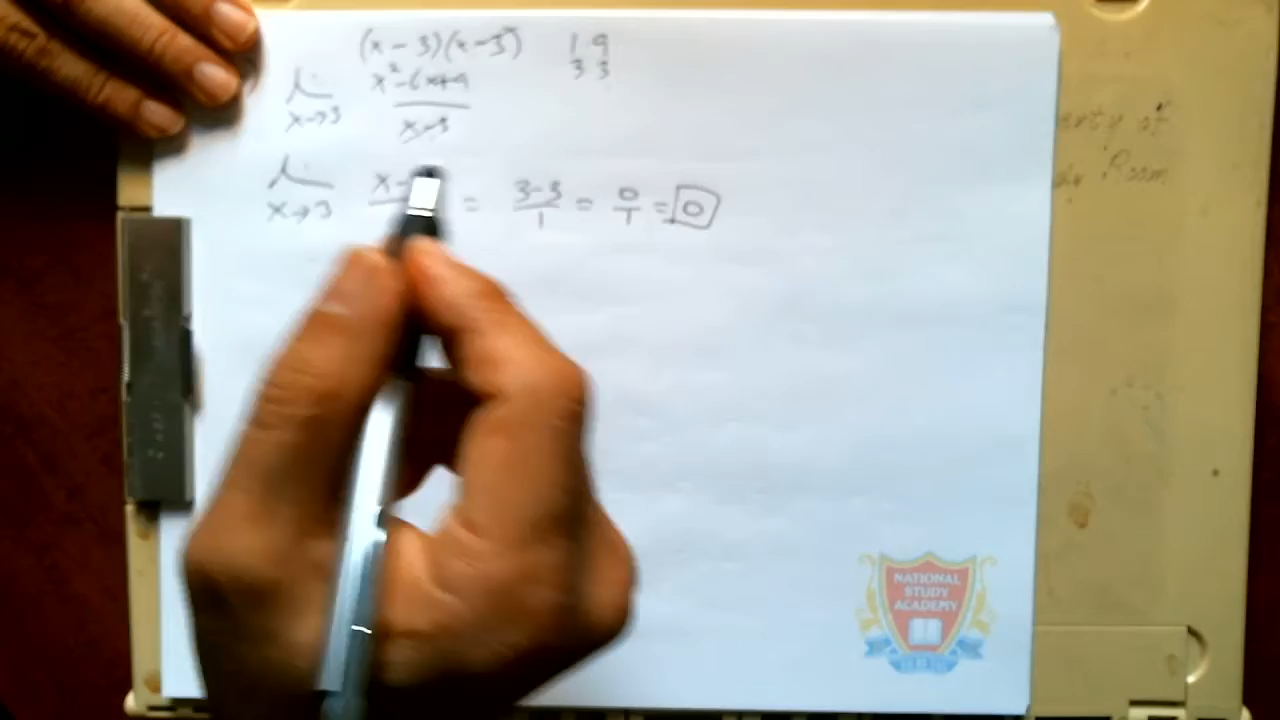 (x - 3)(x - 3) 1 9
3 3
lim x→3 x² - 6x + 9 / x - 3
lim x→3 x - = 3 - 3 / 1 = 0 / 1 = 0
NATIONAL
STUDY
ACADEMY
Room